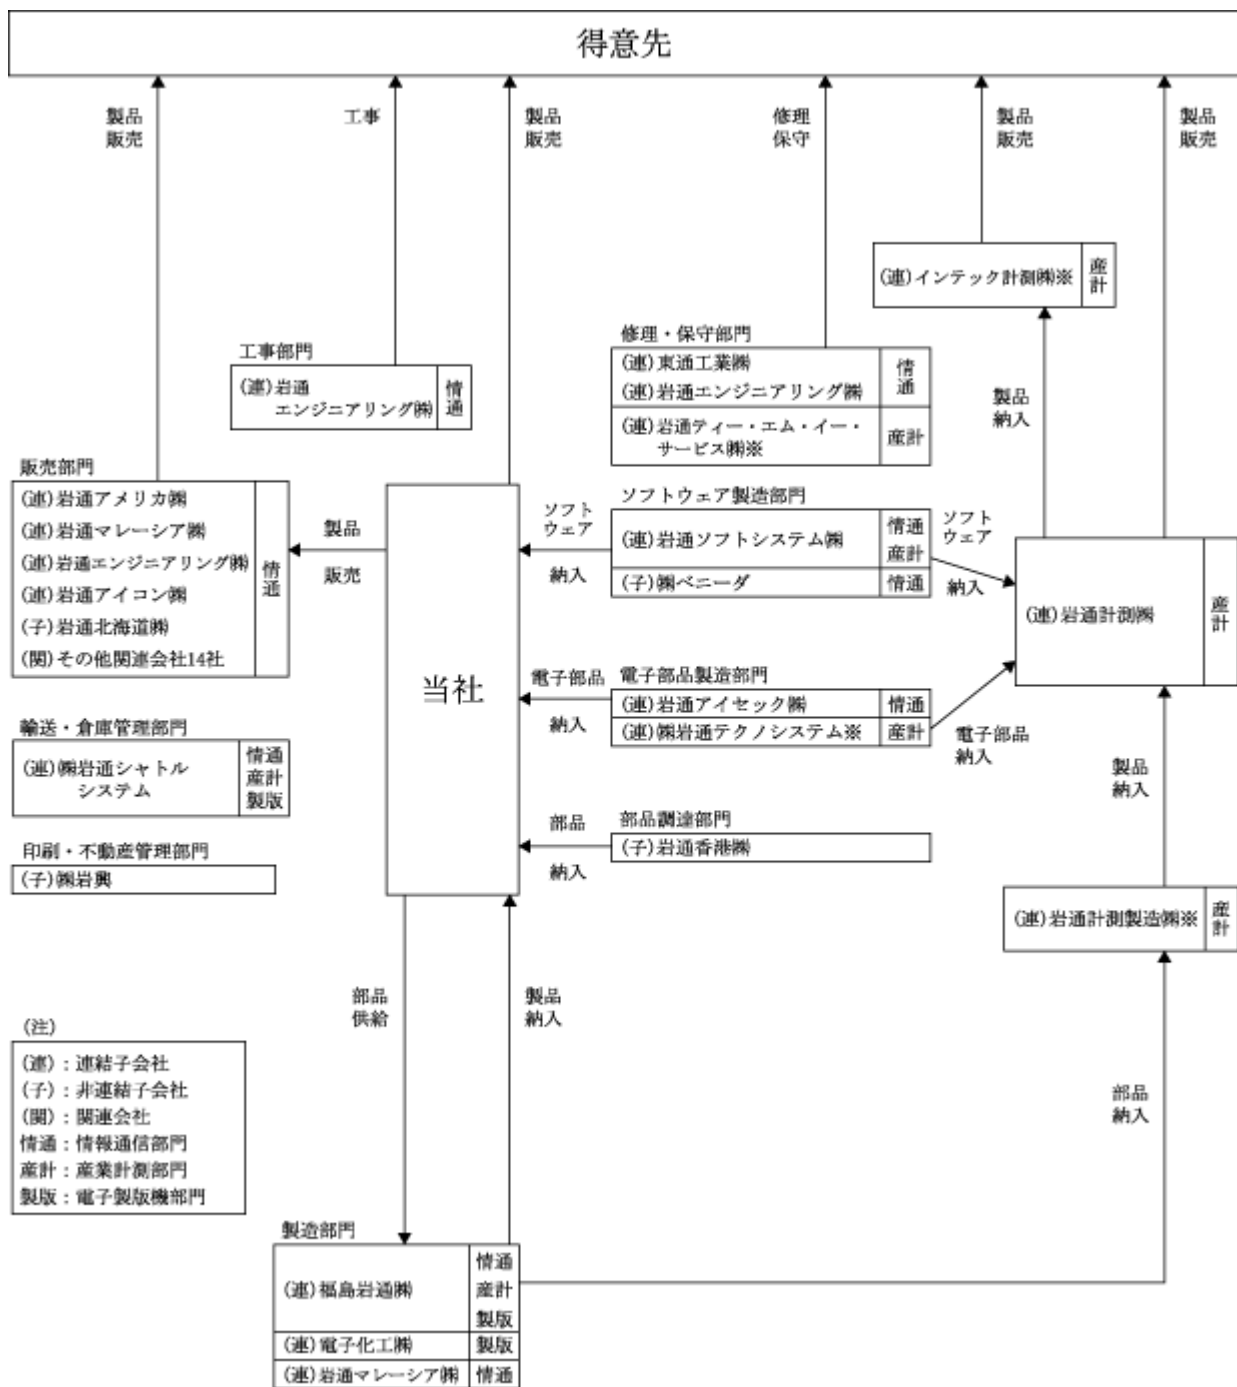 得意先
製品
販売
工事
製品
販売
修理
保守
製品
販売
製品
販売
(連)インテック計測㈱※
産計
製品
納入
工事部門
(連)岩通
エンジニアリング㈱
情通
修理・保守部門
(連)東通工業㈱
(連)岩通エンジニアリング㈱
情通
(連)岩通ティー・エム・イー・
サービス㈱※
産計
販売部門
(連)岩通アメリカ㈱
(連)岩通マレーシア㈱
(連)岩通エンジニアリング㈱
(連)岩通アイコン㈱
(子)岩通北海道㈱
(関)その他関連会社14社
情通
製品
販売
当社
ソフト
ウェア
納入
ソフトウェア製造部門
(連)岩通ソフトシステム㈱
情通
産計
(子)㈱ベニーダ
情通
ソフト
ウェア
納入
(連)岩通計測㈱
産計
電子部品
納入
電子部品製造部門
(連)岩通アイセック㈱
情通
(連)㈱岩通テクノシステム※
産計
電子部品
納入
製品
納入
輸送・倉庫管理部門
(連)㈱岩通シャトル
システム
情通
産計
製版
部品
納入
部品調達部門
(子)岩通香港㈱
印刷・不動産管理部門
(子)㈱岩興
(連)岩通計測製造㈱※
産計
部品
供給
製品
納入
部品
納入
(注)
(連)：連結子会社
(子)：非連結子会社
(関)：関連会社
情通：情報通信部門
産計：産業計測部門
製版：電子製版機部門
製造部門
(連)福島岩通㈱
情通
産計
製版
(連)電子化工㈱
製版
(連)岩通マレーシア㈱
情通